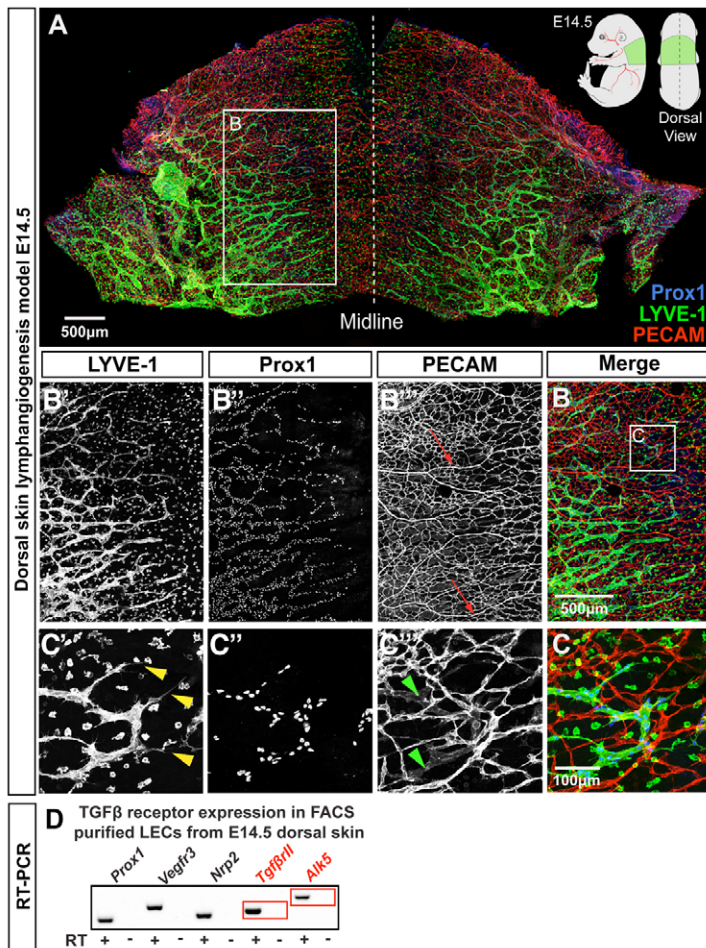 Dorsal skin lymphangiogenesis model E14.5
A
E14.5
Dorsal
View
B
Prox1
LYVE-1
PECAM
500µm
Midline
LYVE-1
Prox1
PECAM
Merge
B'
B''
B'''
B
C
500µm
C'
C''
C'''
C
100µm
RT-PCR
D
TGFβ receptor expression in FACS
purified LECs from E14.5 dorsal skin
Prox1 Vegfr3 Nrp2 TgfβrII Alk5
RT + - + - + - + - + -